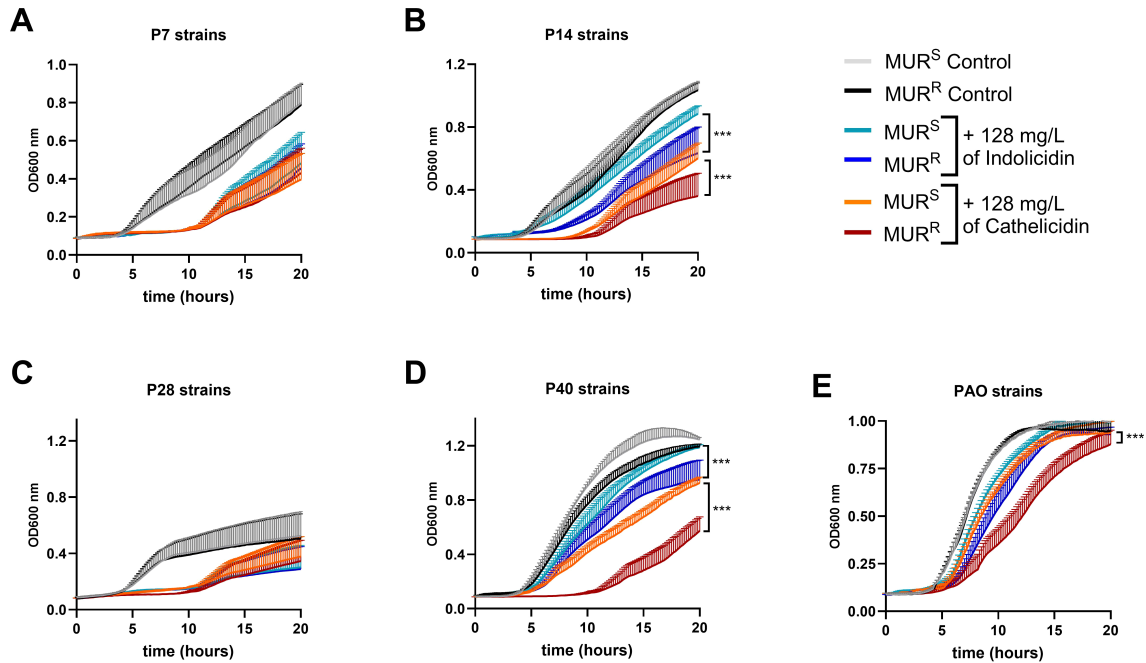 A
P7 strains
1.0
0.8
0.6
0.4
0.2
0.0
OD600 nm
0 5 10 15 20
time (hours)
B
P14 strains
1.2
0.8
0.4
0.0
OD600 nm
***
***
0 5 10 15 20
time (hours)
MURS Control
MURR Control
MURS
MURR
+ 128 mg/L
of Indolicidin
MURS
MURR
+ 128 mg/L
of Cathelicidin
C
P28 strains
1.2
0.8
0.4
0.0
OD600 nm
0 5 10 15 20
time (hours)
D
P40 strains
1.2
0.8
0.4
0.0
OD600 nm
***
***
0 5 10 15 20
time (hours)
E
PAO strains
1.00
0.75
0.50
0.25
0.00
OD600 nm
***
0 5 10 15 20
time (hours)